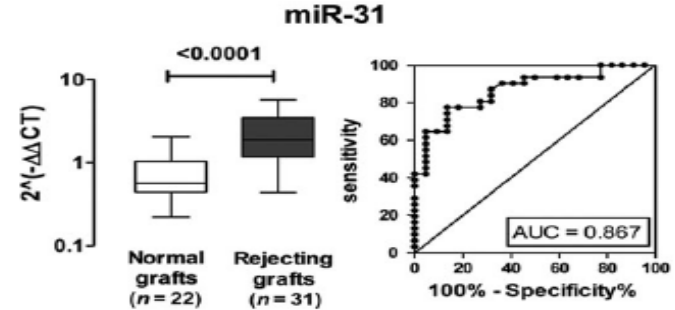 miR-31
<0.0001
2^(-ΔΔCT)
10
1
0.1
Normal
grafts
(n = 22)
Rejecting
grafts
(n = 31)
sensitivity
100
80
60
40
20
0
AUC = 0.867
0 20 40 60 80 100
100% - Specificity%